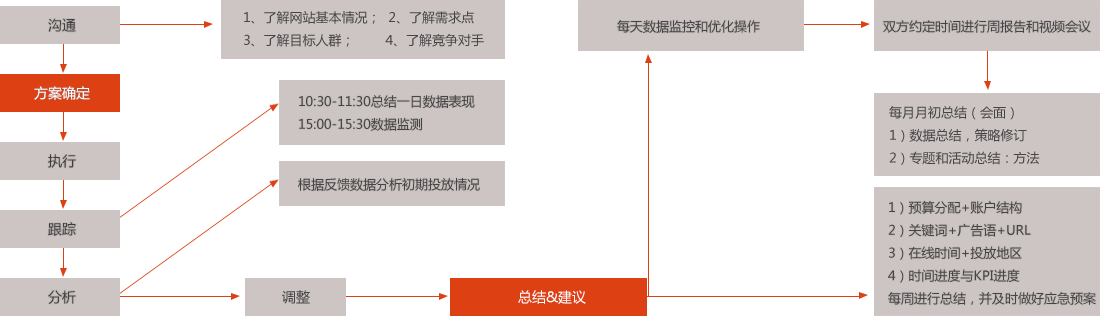 沟通
1、了解网站基本情况； 2、了解需求点
3、了解目标人群； 4、了解竞争对手
每天数据监控和优化操作
双方约定时间进行周报告和视频会议
方案确定
10:30-11:30总结一日数据表现
15:00-15:30数据监测
每月月初总结（会面）
1）数据总结，策略修订
2）专题和活动总结：方法
执行
根据反馈数据分析初期投放情况
跟踪
1）预算分配+账户结构
2）关键词+广告语+URL
3）在线时间+投放地区
4）时间进度与KPI进度
每周进行总结，并及时做好应急预案
分析
调整
总结&建议